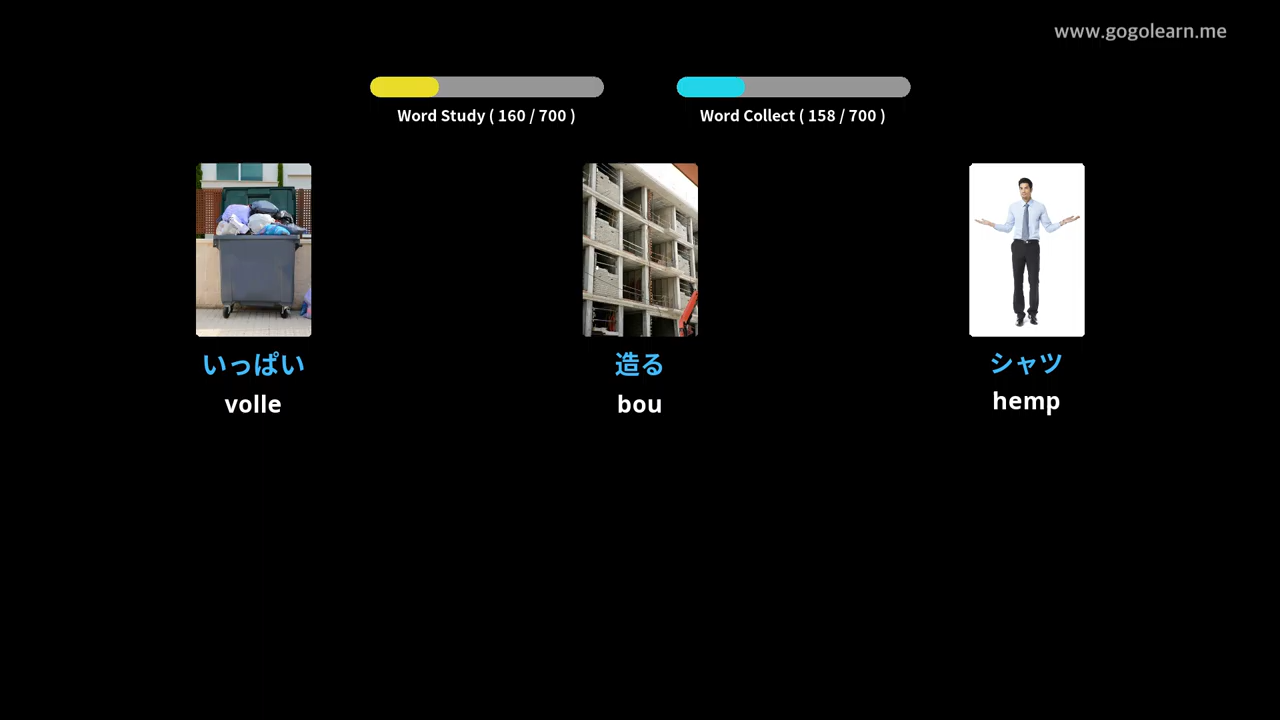 www.gogolearn.me
Word Study ( 160 / 700 )
Word Collect ( 158 / 700 )
いっぱい
造る
シャツ
volle
bou
hemp